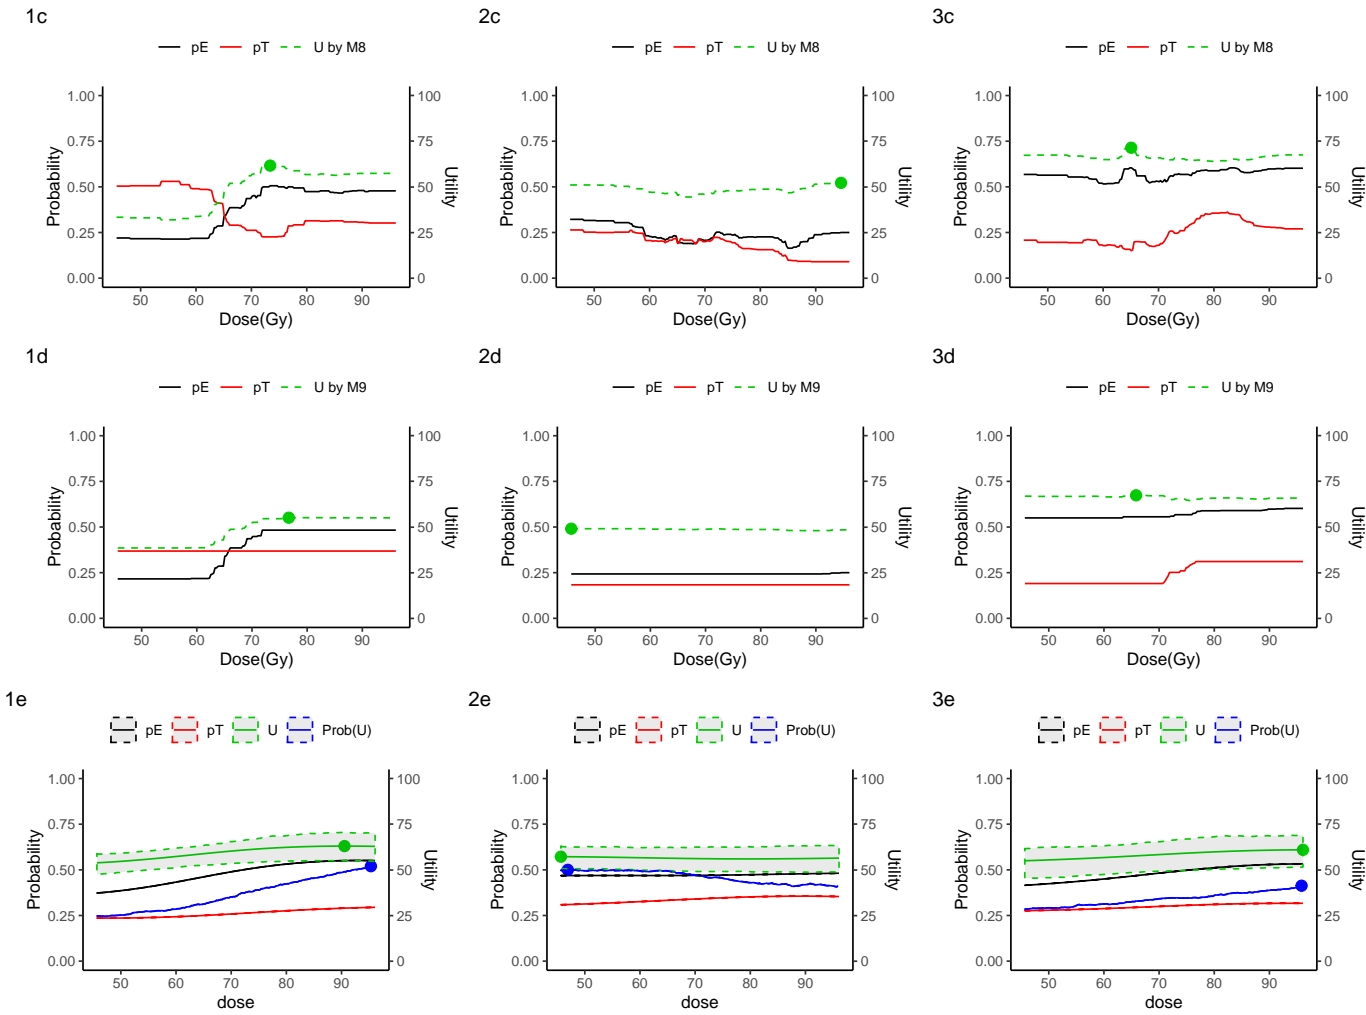 1c
2c
3c
pE pT U by M8
pE pT U by M8
pE pT U by M8
1.00
0.75
0.50
0.25
0.00
Probability
100
75
50
25
0
Utility
50 60 70 80 90
Dose(Gy)
1.00
0.75
0.50
0.25
0.00
Probability
100
75
50
25
0
Utility
50 60 70 80 90
Dose(Gy)
1.00
0.75
0.50
0.25
0.00
Probability
100
75
50
25
0
Utility
50 60 70 80 90
Dose(Gy)
1d
2d
3d
pE pT U by M9
pE pT U by M9
pE pT U by M9
1.00
0.75
0.50
0.25
0.00
Probability
100
75
50
25
0
Utility
50 60 70 80 90
Dose(Gy)
1.00
0.75
0.50
0.25
0.00
Probability
100
75
50
25
0
Utility
50 60 70 80 90
Dose(Gy)
1.00
0.75
0.50
0.25
0.00
Probability
100
75
50
25
0
Utility
50 60 70 80 90
Dose(Gy)
1e
2e
3e
pE pT U Prob(U)
pE pT U Prob(U)
pE pT U Prob(U)
1.00
0.75
0.50
0.25
0.00
Probability
100
75
50
25
0
Utility
50 60 70 80 90
dose
1.00
0.75
0.50
0.25
0.00
Probability
100
75
50
25
0
Utility
50 60 70 80 90
dose
1.00
0.75
0.50
0.25
0.00
Probability
100
75
50
25
0
Utility
50 60 70 80 90
dose